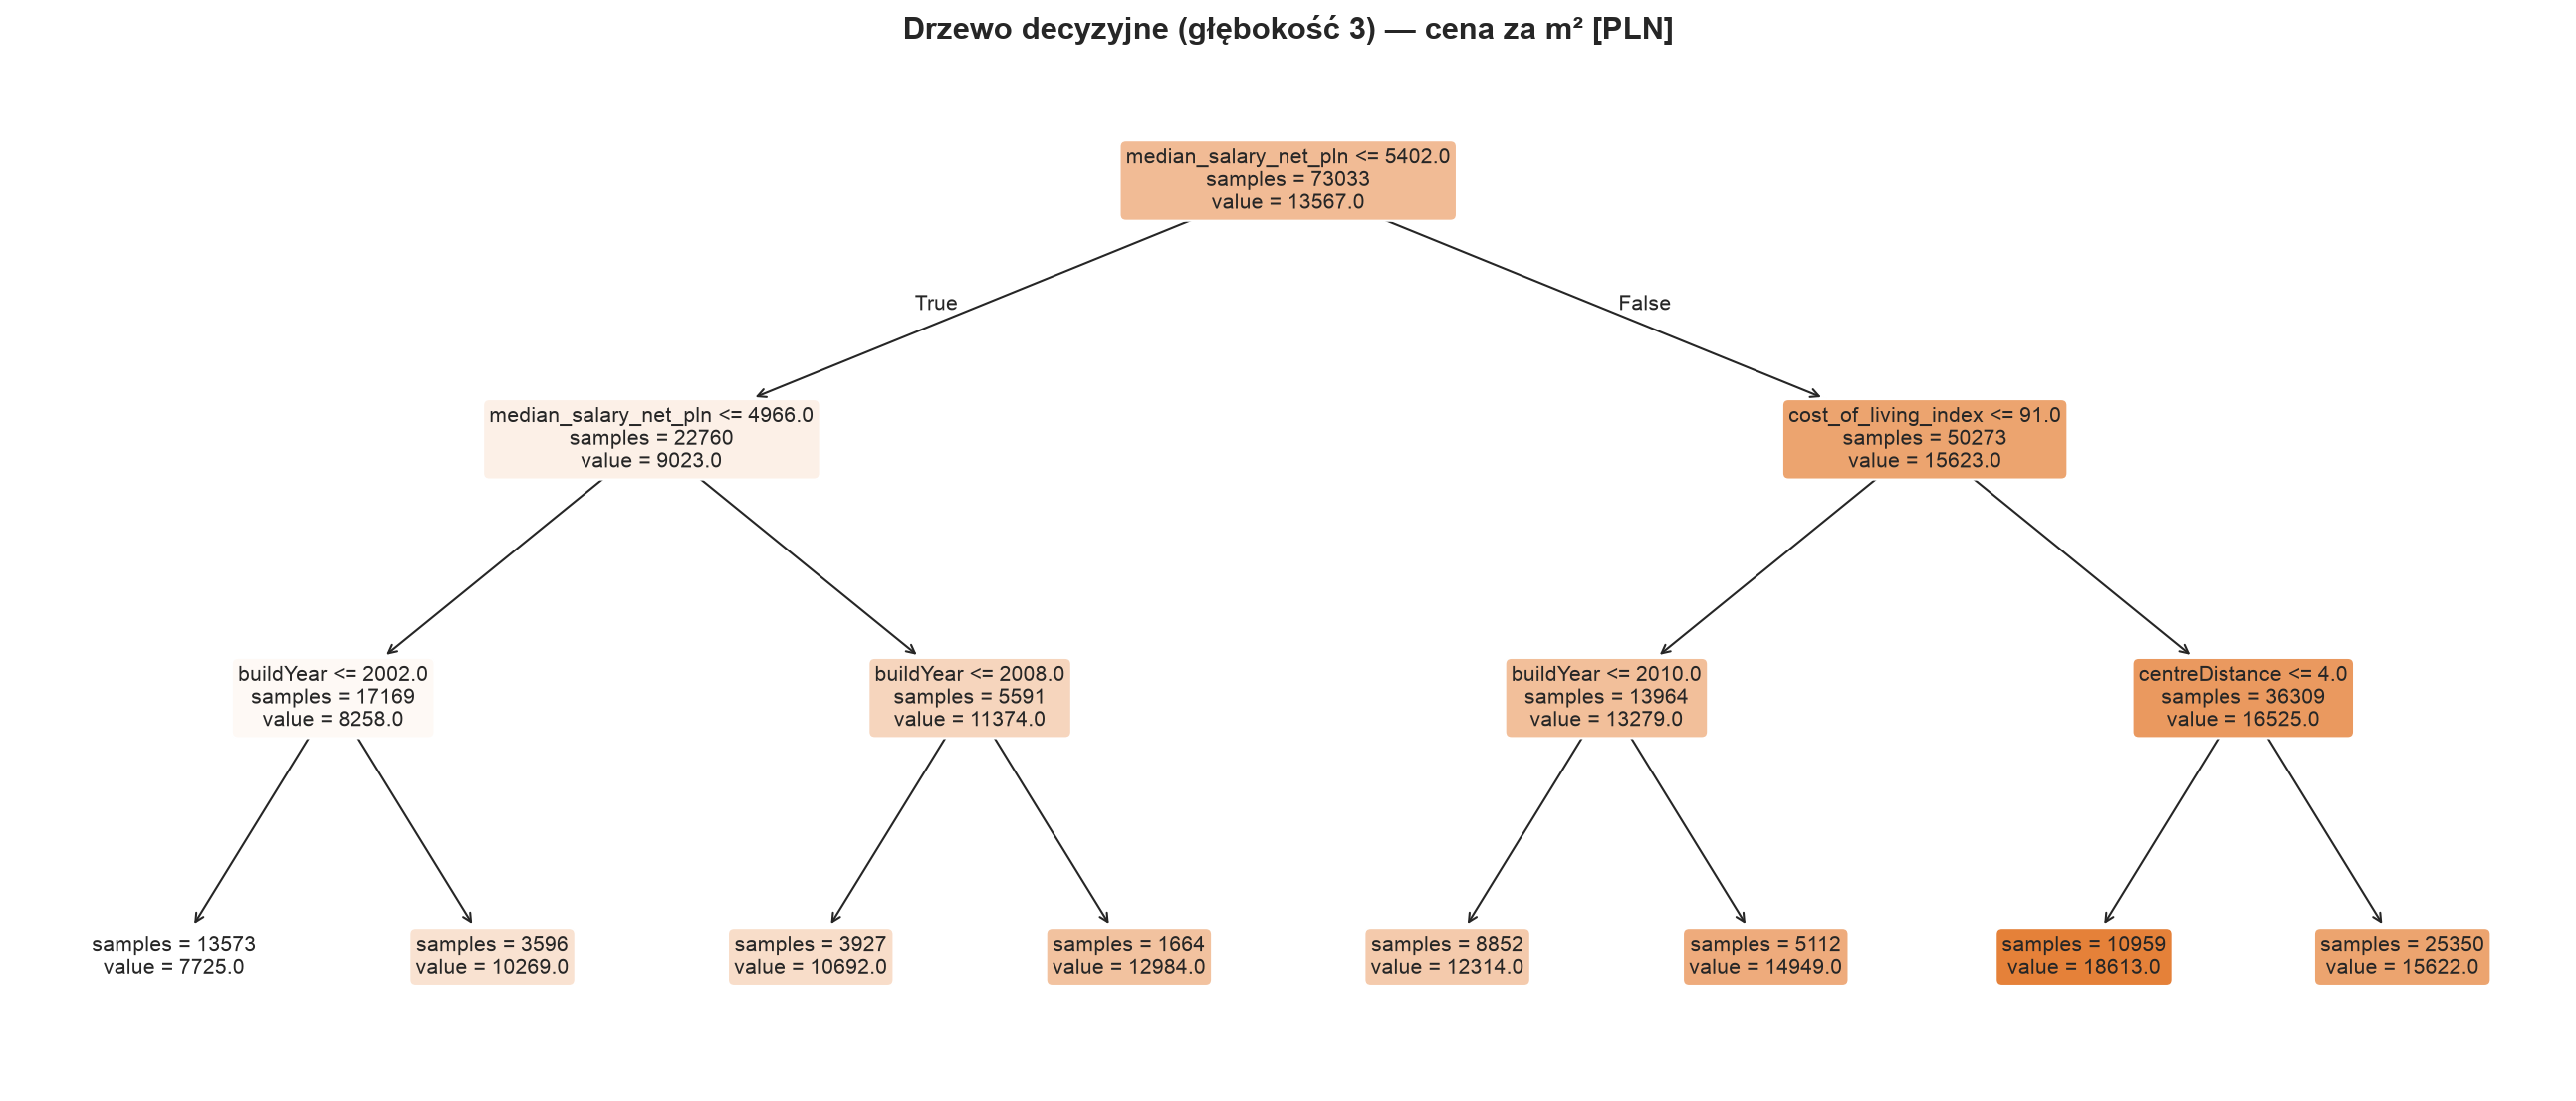 Drzewo decyzyjne (głębokość 3) — cena za m² [PLN]
median_salary_net_pln <= 5402.0
samples = 73033
value = 13567.0
True
False
median_salary_net_pln <= 4966.0
samples = 22760
value = 9023.0
cost_of_living_index <= 91.0
samples = 50273
value = 15623.0
buildYear <= 2002.0
samples = 17169
value = 8258.0
buildYear <= 2008.0
samples = 5591
value = 11374.0
buildYear <= 2010.0
samples = 13964
value = 13279.0
centreDistance <= 4.0
samples = 36309
value = 16525.0
samples = 13573
value = 7725.0
samples = 3596
value = 10269.0
samples = 3927
value = 10692.0
samples = 1664
value = 12984.0
samples = 8852
value = 12314.0
samples = 5112
value = 14949.0
samples = 10959
value = 18613.0
samples = 25350
value = 15622.0